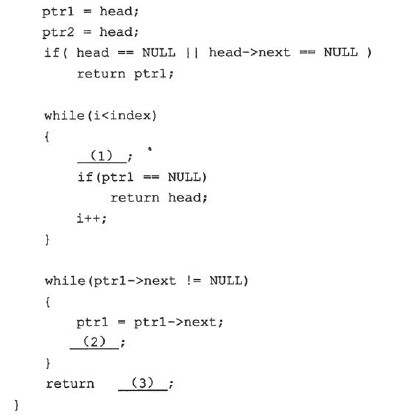 ptr1 = head;
ptr2 = head;
if( head == NULL || head->next == NULL )
return ptr1;
while(i<index)
{
(1) ;
if(ptr1 == NULL)
return head;
i++;
}
while(ptr1->next != NULL)
{
ptr1 = ptr1->next;
(2) ;
}
return (3) ;
}